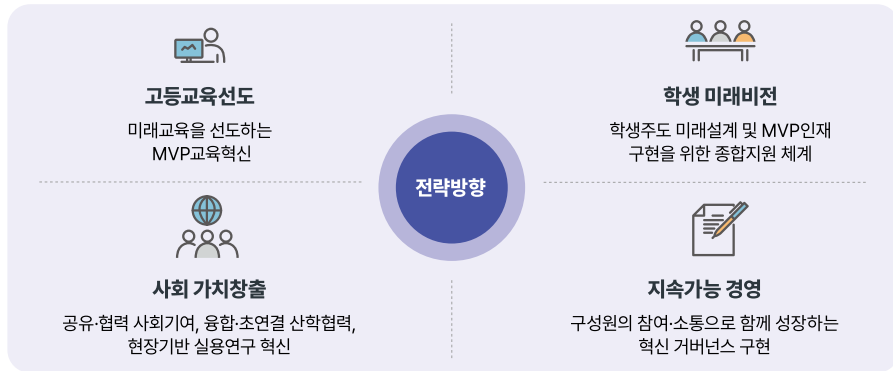 고등교육선도
미래교육을 선도하는
MVP교육혁신
학생 미래비전
학생주도 미래설계 및 MVP인재
구현을 위한 종합지원 체계
전략방향
사회 가치창출
공유·협력 사회기여, 융합·초연결 산학협력,
현장기반 실용연구 혁신
지속가능 경영
구성원의 참여·소통으로 함께 성장하는
혁신 거버넌스 구현